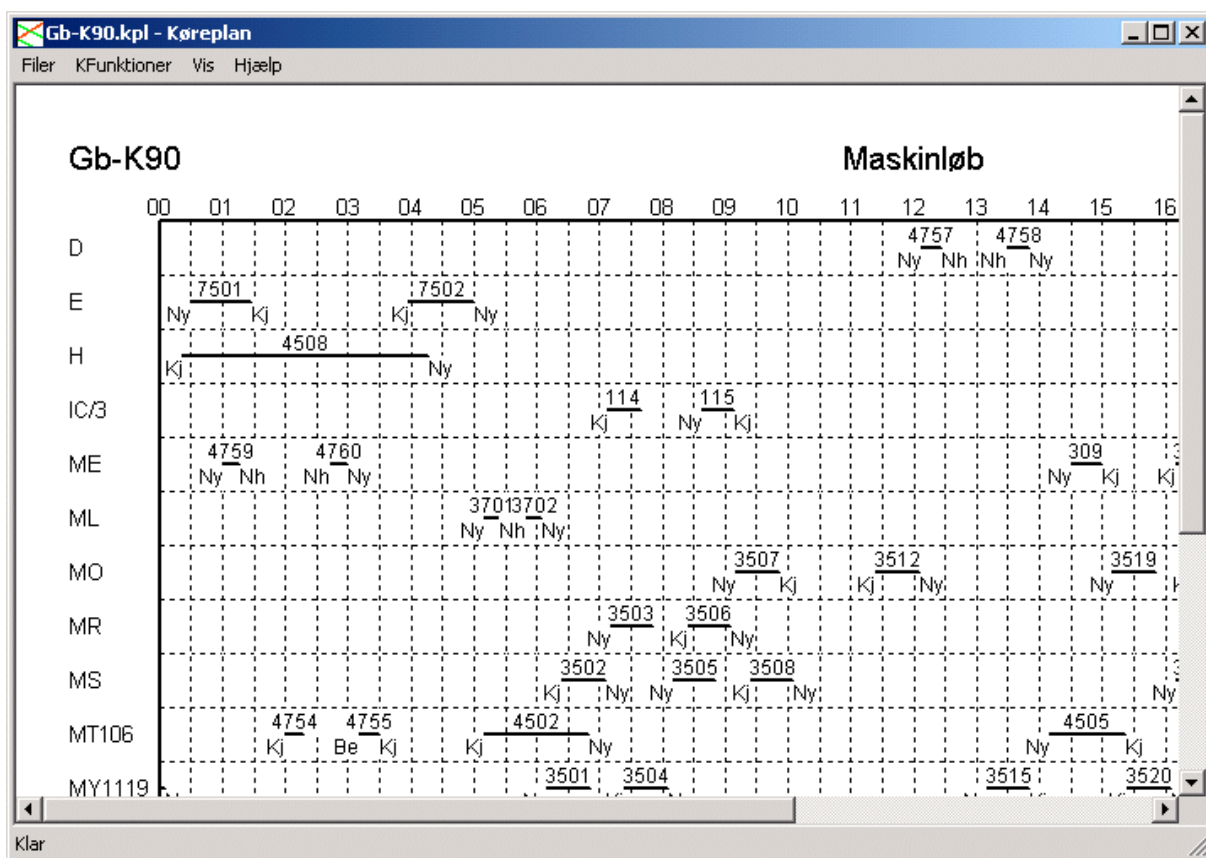 Gb-K90.kpl - Køreplan
Filer KFunktioner Vis Hjælp
Gb-K90 Maskinløb
00 01 02 03 04 05 06 07 08 09 10 11 12 13 14 15 16
4757 4758
D
Ny Nh Nh Ny
7501 7502
E
Ny Kj Kj Ny
4508
H
Kj Ny
114 115
IC/3
Kj Ny Kj
4759 4760 309
ME
Ny Nh Nh Ny Ny Kj Kj
3701 3702
ML
Ny Nh Ny
3507 3512 3519
MO
Ny Kj Kj Ny Ny
3503 3506
MR
Ny Kj Ny
3502 3505 3508
MS
Kj Ny Ny Kj Ny Ny
4754 4755 4502 4505
MT106
Kj Be Kj Kj Ny Ny Kj
3501 3504 3515 3520
MY1119
Klar